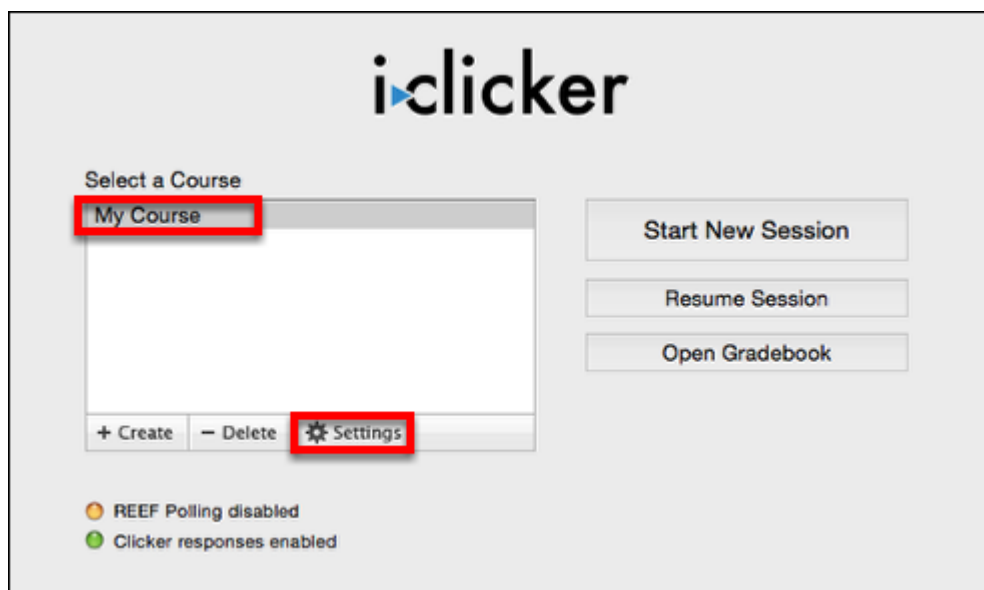 i clicker
Select a Course
My Course
Start New Session
Resume Session
Open Gradebook
+ Create
− Delete
Settings
REEF Polling disabled
Clicker responses enabled